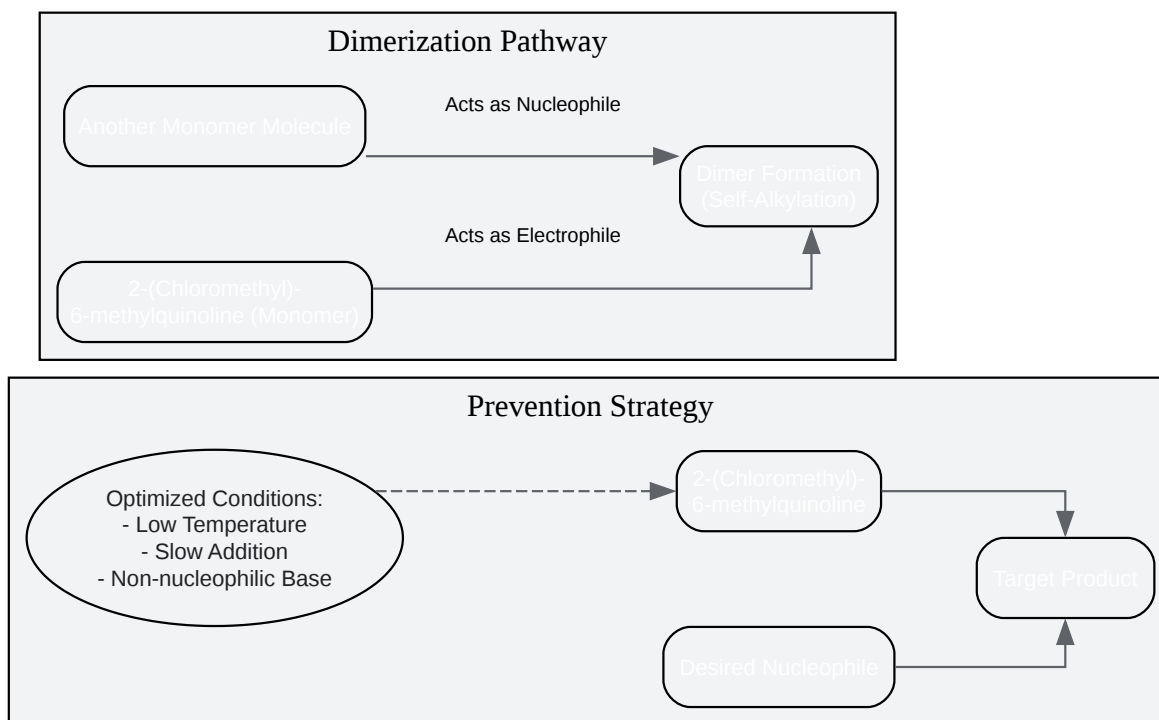 Dimerization Pathway
Another Monomer Molecule
Acts as Nucleophile
Dimer Formation
(Self-Alkylation)
Acts as Electrophile
2-(Chloromethyl)-
6-methylquinoline (Monomer)
Prevention Strategy
Optimized Conditions:
- Low Temperature
- Slow Addition
- Non-nucleophilic Base
2-(Chloromethyl)-
6-methylquinoline
Target Product
Desired Nucleophile